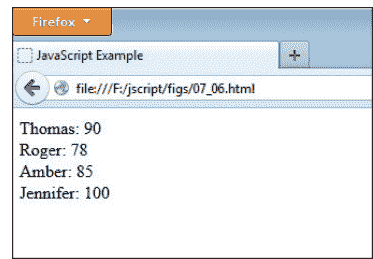 Firefox
JavaScript Example
file:///F:/jscript/figs/07_06.html
Thomas: 90
Roger: 78
Amber: 85
Jennifer: 100